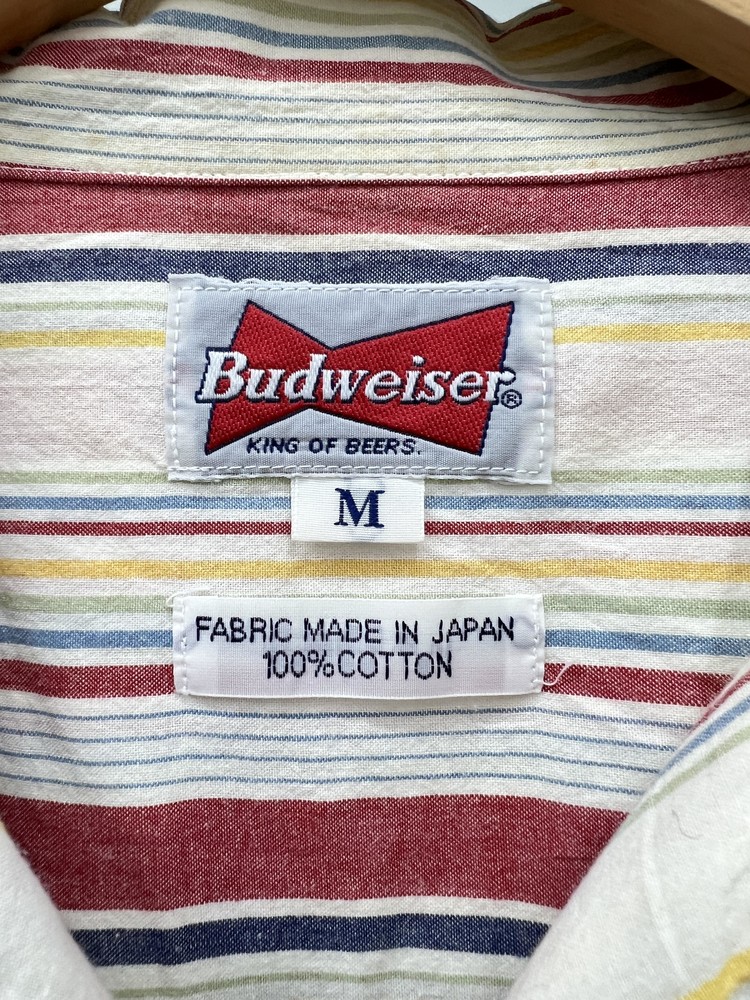 Budweiser®
KING OF BEERS.
M
FABRIC MADE IN JAPAN
100%COTTON